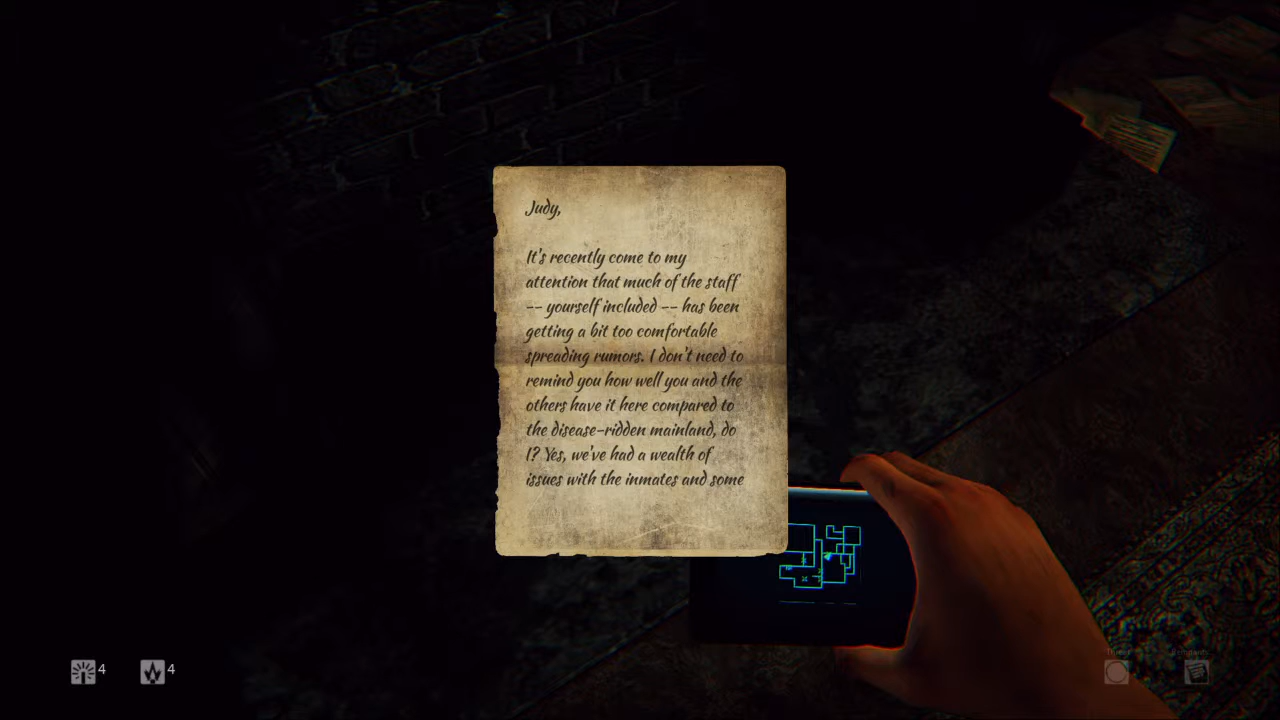 Judy,
It's recently come to my
attention that much of the staff
-- yourself included -- has been
getting a bit too comfortable
spreading rumors. I don't need to
remind you how well you and the
others have it here compared to
the disease-ridden mainland, do
I? Yes, we've had a wealth of
issues with the inmates and some
4
4